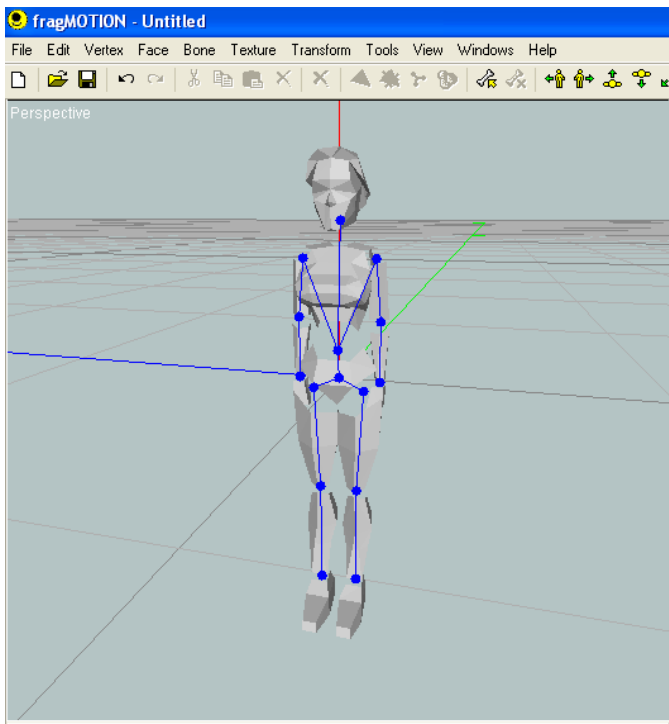 fragMOTION - Untitled
File Edit Vertex Face Bone Texture Transform Tools View Windows Help
Perspective